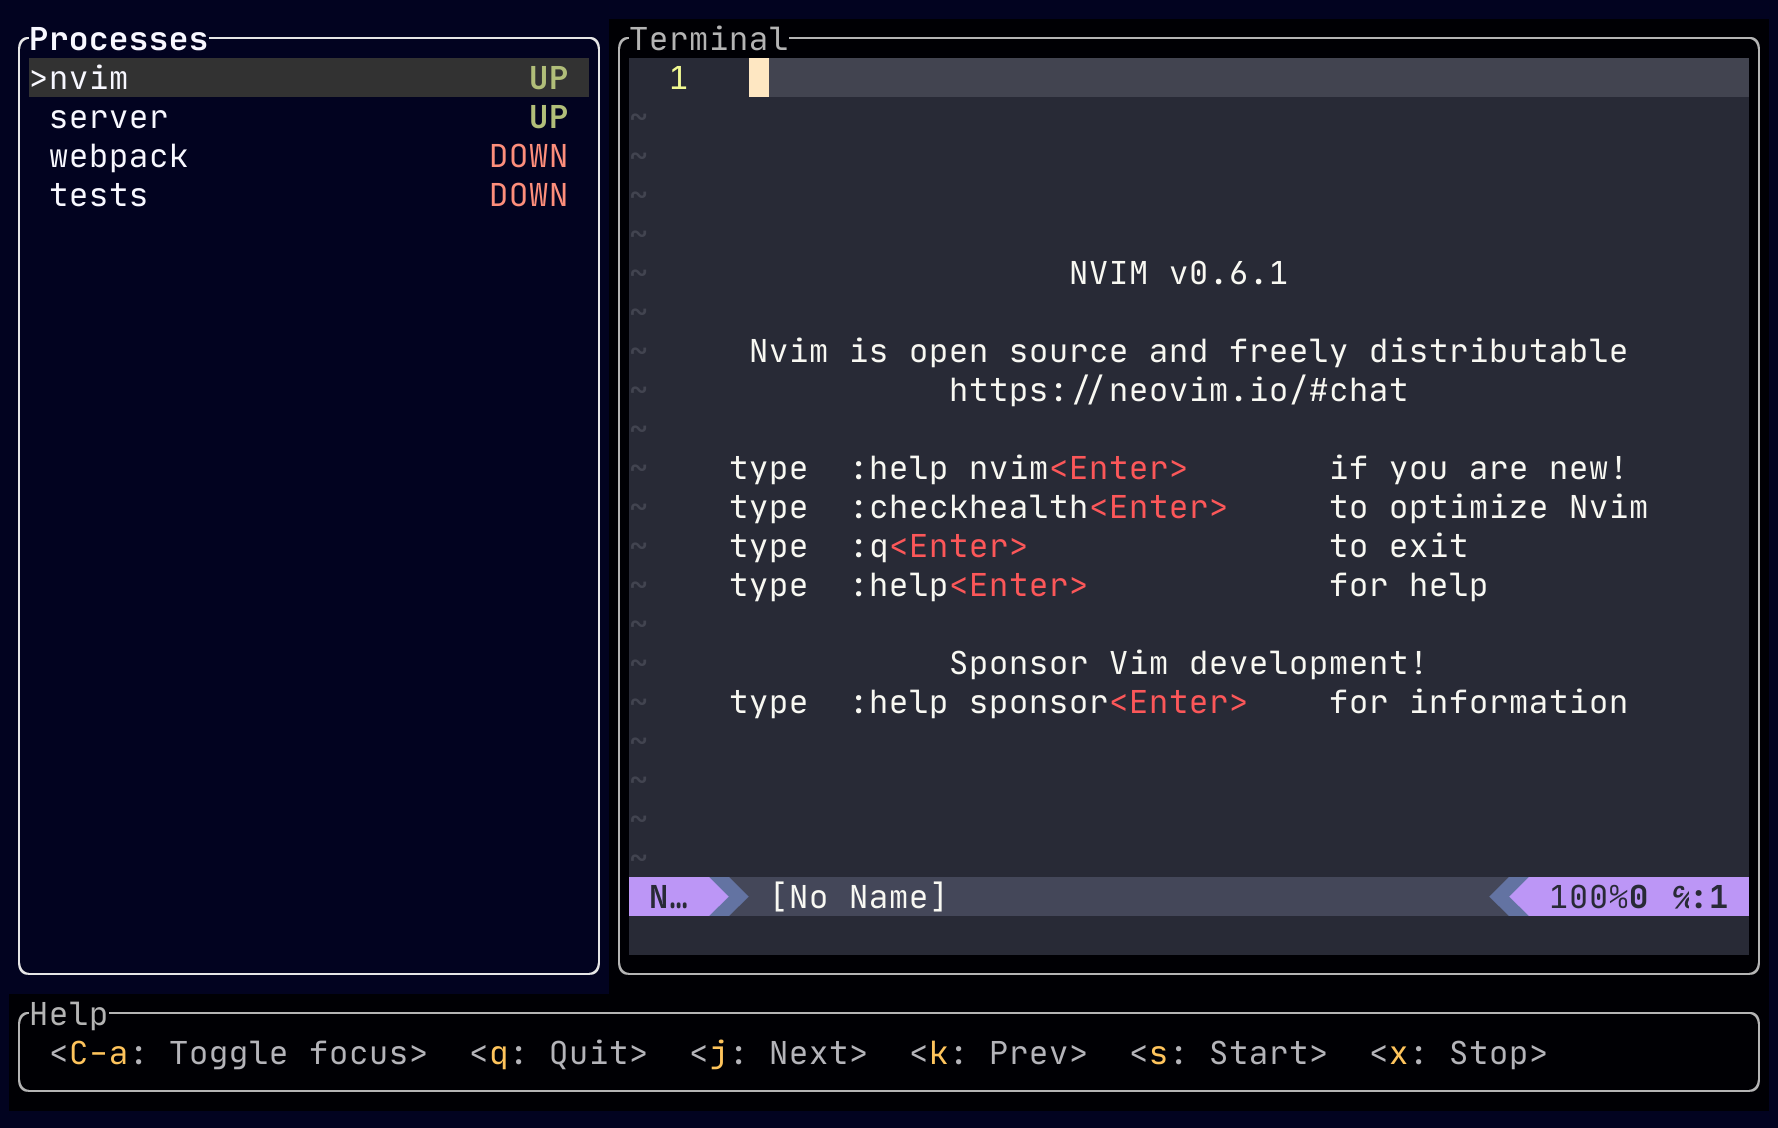 Processes
>nvim UP
server UP
webpack DOWN
tests DOWN
Terminal
1
~
~
~
~
~
NVIM v0.6.1
~
~
Nvim is open source and freely distributable
~
https://neovim.io/#chat
~
~
type :help nvim<Enter> if you are new!
~
type :checkhealth<Enter> to optimize Nvim
~
type :q<Enter> to exit
~
type :help<Enter> for help
~
~
Sponsor Vim development!
~
type :help sponsor<Enter> for information
~
~
~
~
N… [No Name] 100%0 ℅:1
Help
<C-a: Toggle focus> <q: Quit> <j: Next> <k: Prev> <s: Start> <x: Stop>